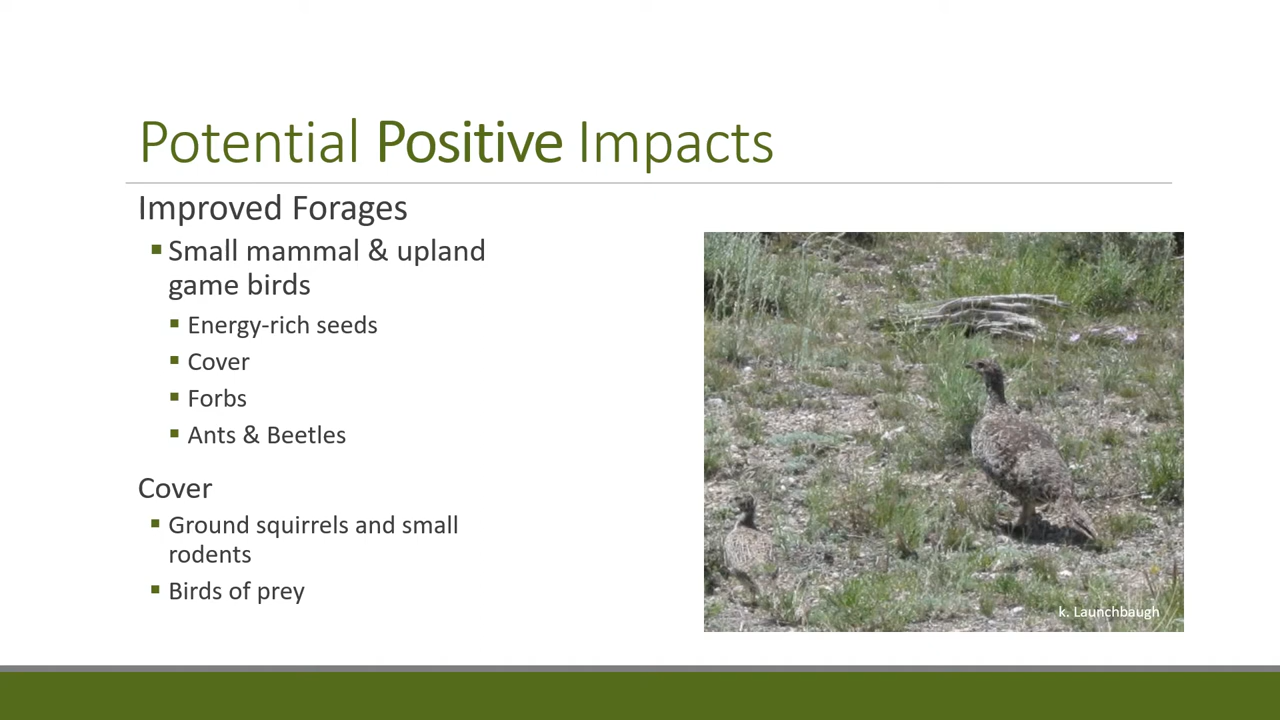 Potential Positive Impacts
Improved Forages
Small mammal & upland
game birds
Energy-rich seeds
Cover
Forbs
Ants & Beetles
Cover
Ground squirrels and small
rodents
Birds of prey
k. Launchbaugh